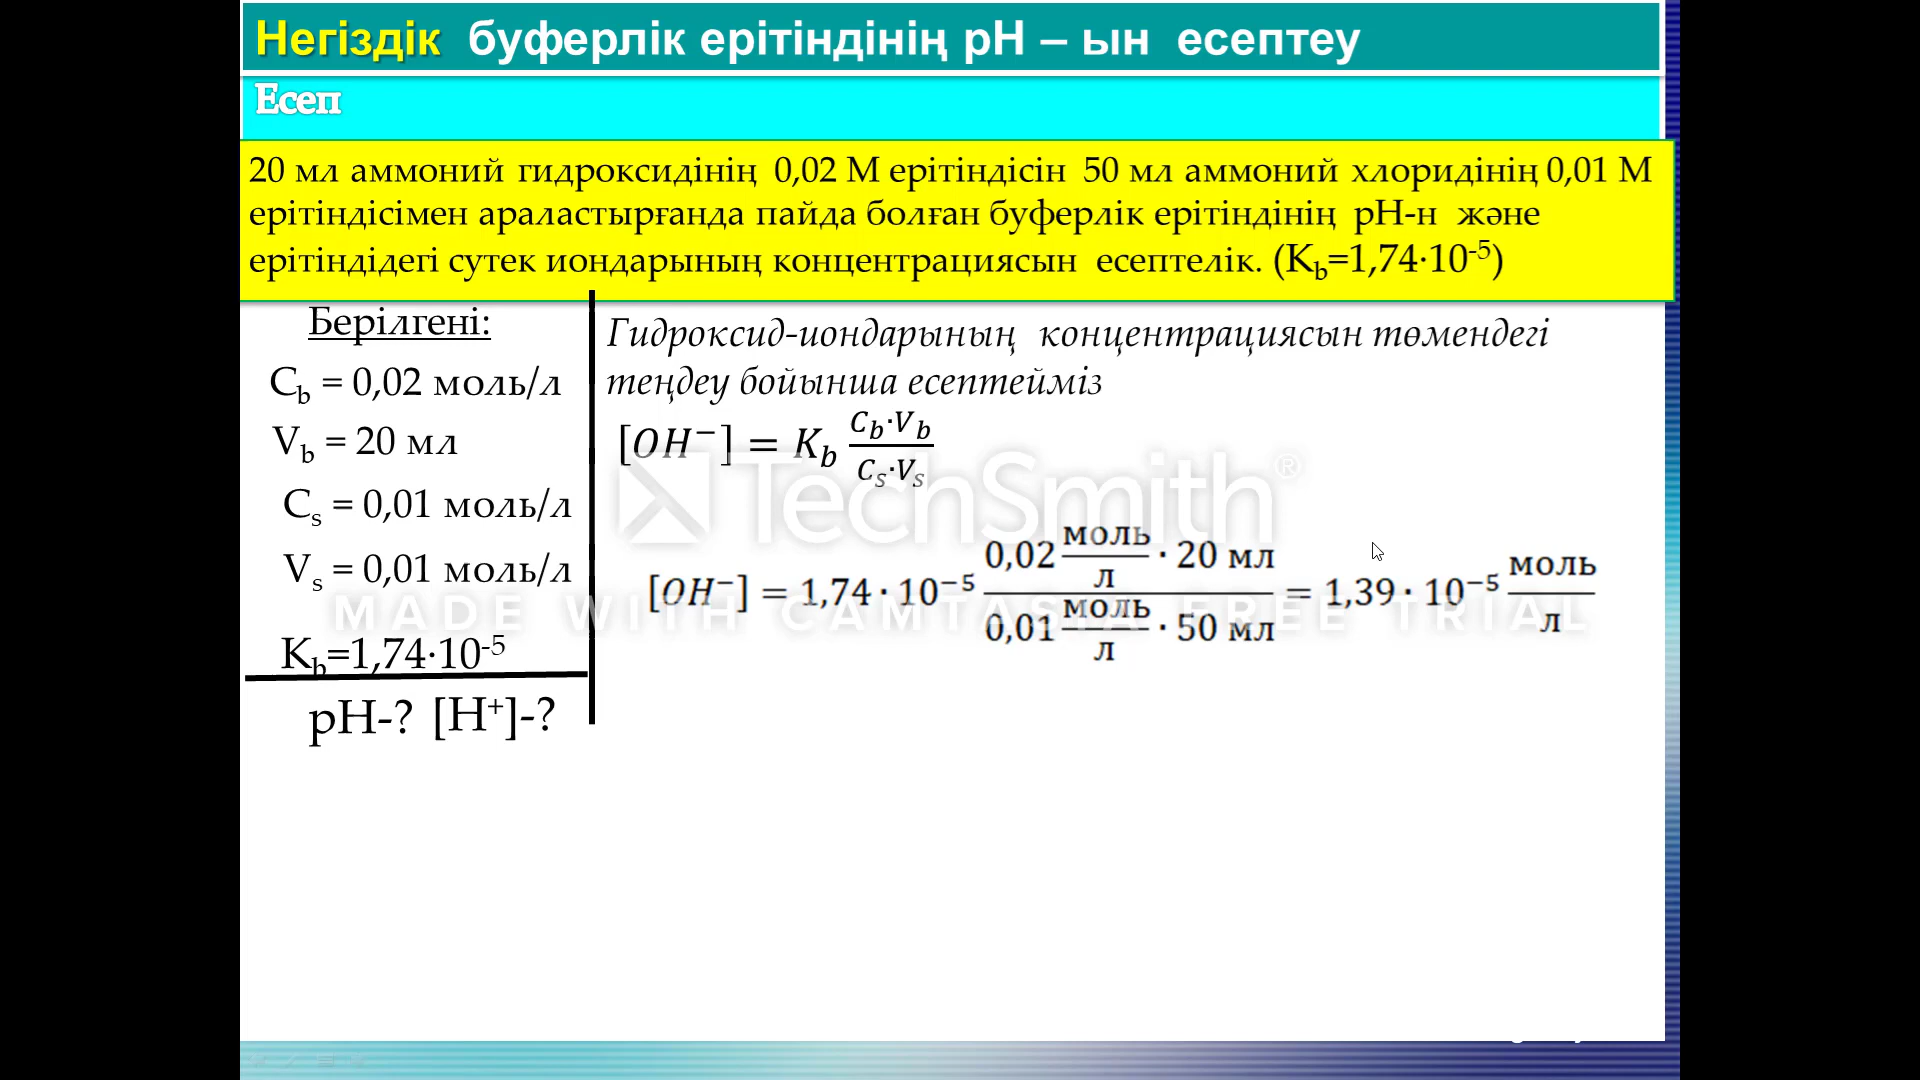 Негіздік буферлік ерітіндінің рН – ын есептеу
Есеп
20 мл аммоний гидроксидінің 0,02 М ерітіндісін 50 мл аммоний хлоридінің 0,01 М
ерітіндісімен араластырғанда пайда болған буферлік ерітіндінің рН-н және
ерітіндідегі сутек иондарының концентрациясын есептелік. (Kb=1,74·10-5)
Берілгені:
Cb = 0,02 моль/л
Vb = 20 мл
Cs = 0,01 моль/л
Vs = 0,01 моль/л
Kb=1,74·10-5
pH-? [H+]-?
Гидроксид-иондарының концентрациясын төмендегі
теңдеу бойынша есептейміз
[OH⁻] = Kb Cb·Vb / Cs·Vs
TechSmith®
[OH⁻] = 1,74 · 10⁻⁵ 0,02 моль/л · 20 мл / 0,01 моль/л · 50 мл = 1,39 · 10⁻⁵ моль/л
MADE WITH CAMTASIA FREE TRIAL